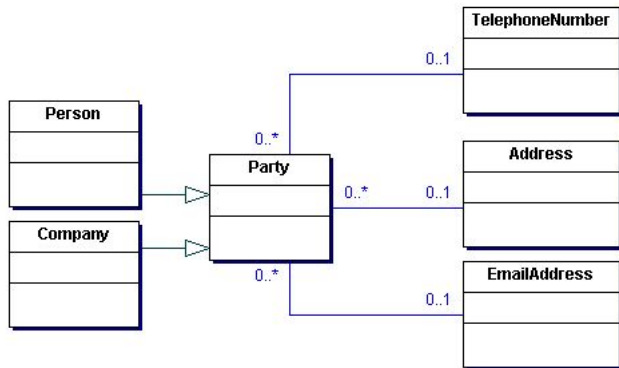 TelephoneNumber
0..1
Person
0..*
Party
Address
0..*
0..1
Company
EmailAddress
0..*
0..1